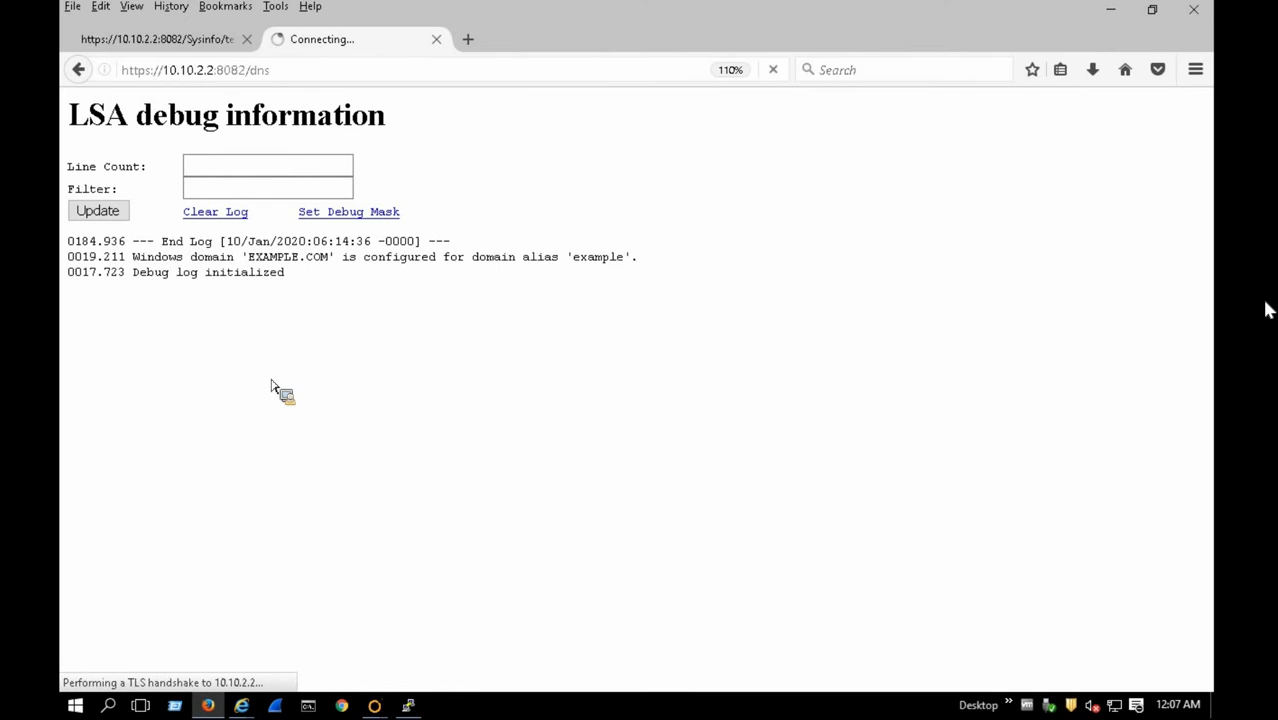 File Edit View History Bookmarks Tools Help
https://10.10.2.2:8082/Sysinfo/te
Connecting...
https://10.10.2.2:8082/dns
110%
Search
LSA debug information
Line Count:
Filter:
Update Clear Log Set Debug Mask
0184.936 --- End Log [10/Jan/2020:06:14:36 -0000] ---
0019.211 Windows domain 'EXAMPLE.COM' is configured for domain alias 'example'.
0017.723 Debug log initialized
Performing a TLS handshake to 10.10.2.2...
Desktop
12:07 AM